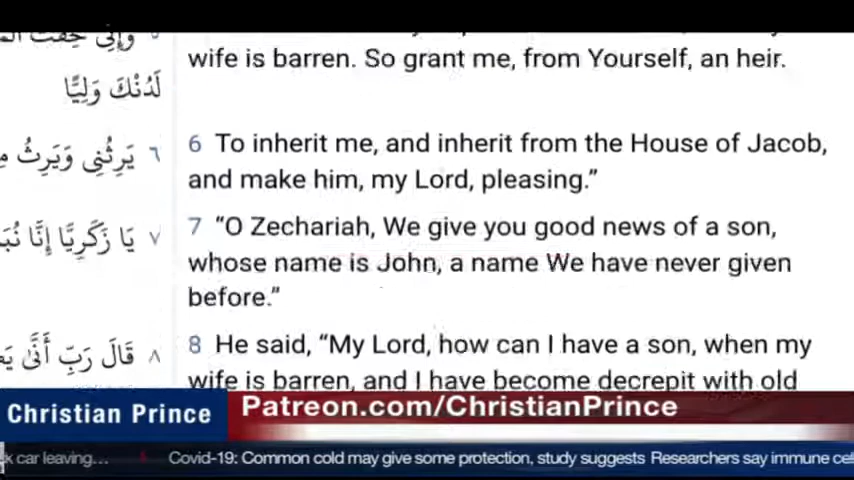 wife is barren. So grant me, from Yourself, an heir.
لَدُنْكَ وَلِيًّا
6 To inherit me, and inherit from the House of Jacob,
٦ يَرِثُنِى وَيَرِثُ
and make him, my Lord, pleasing.”
7 “O Zechariah, We give you good news of a son,
٧ يَا زَكَرِيَّا إِنَّا
whose name is John, a name We have never given
before.”
8 He said, “My Lord, how can I have a son, when my
٨ قَالَ رَبِّ أَنَّىٰ
wife is barren, and I have become decrepit with old
Christian Prince
Patreon.com/ChristianPrince
k car leaving... Covid-19: Common cold may give some protection, study suggests Researchers say immune cel